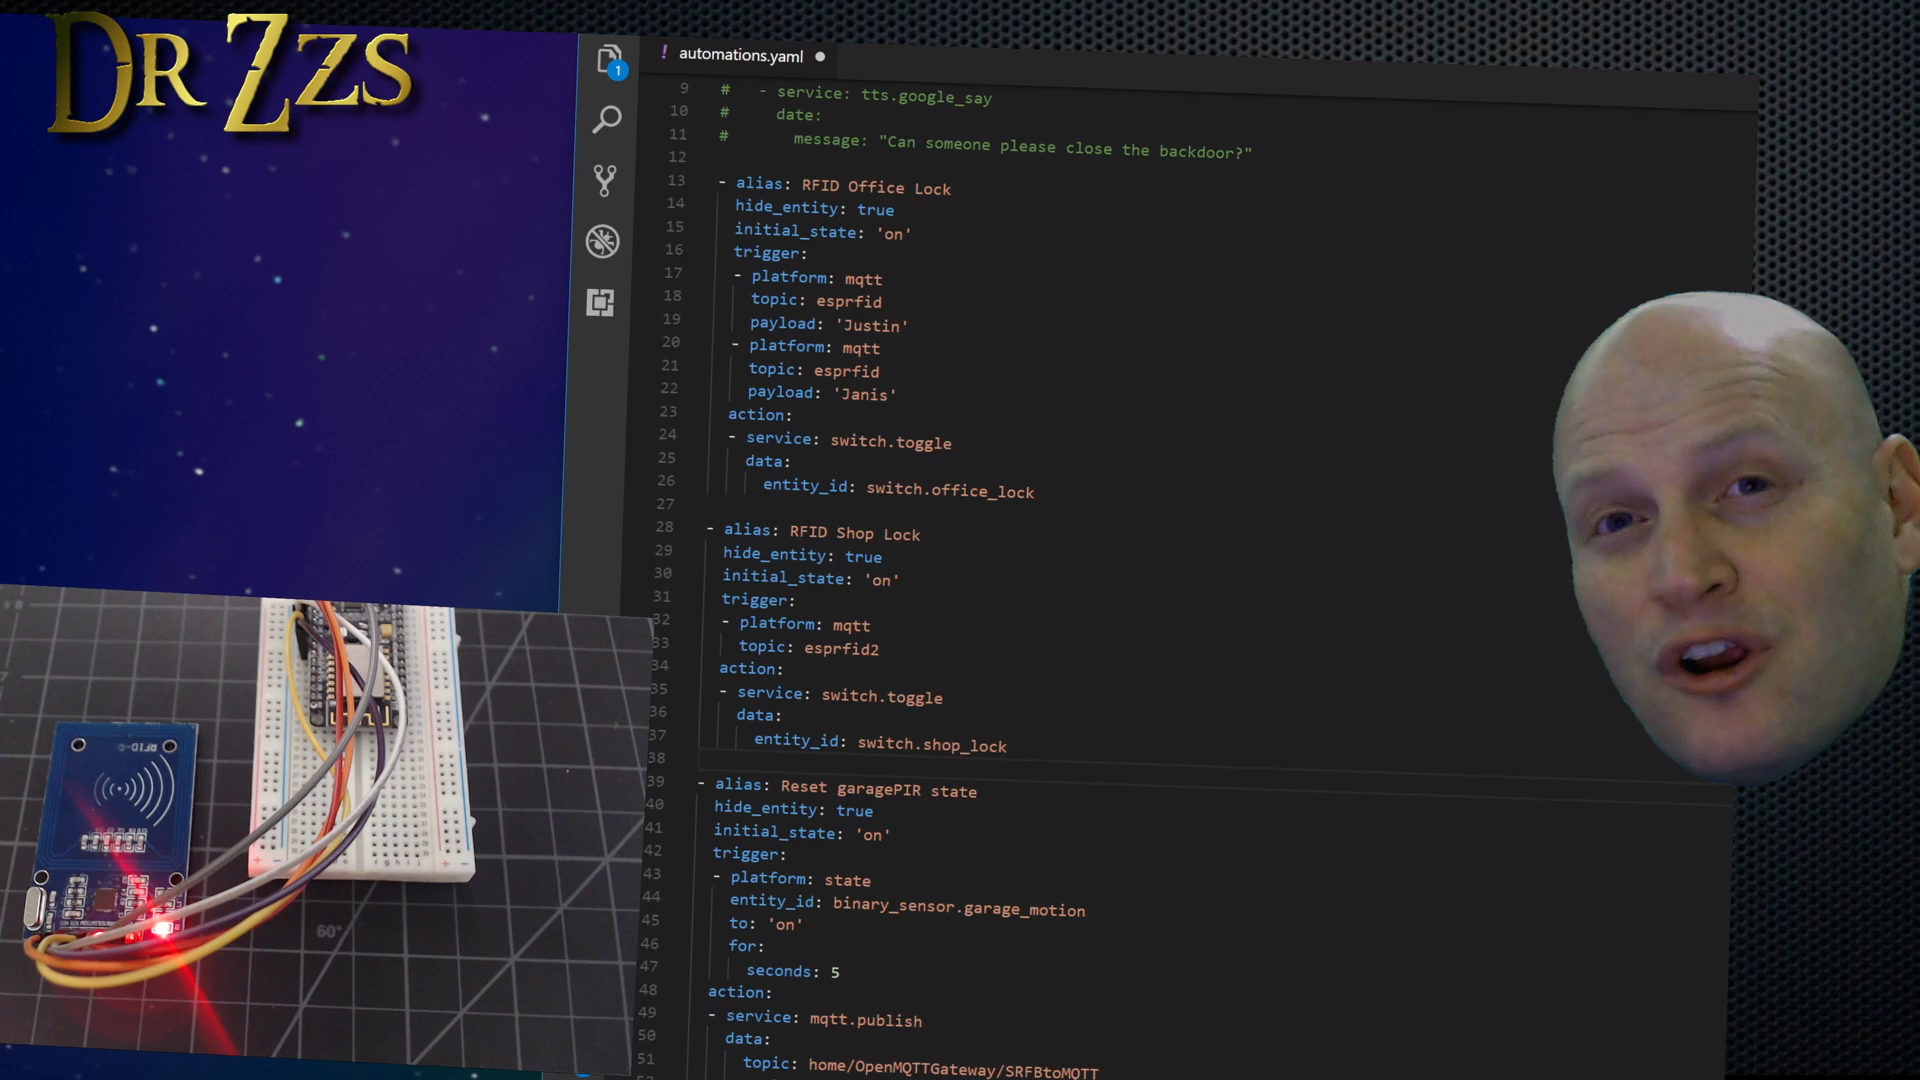 DR ZZS
1
! automations.yaml
9 # - service: tts.google_say
10 # date:
11 # message: "Can someone please close the backdoor?"
12
13 - alias: RFID Office Lock
14 hide_entity: true
15 initial_state: 'on'
16 trigger:
17 - platform: mqtt
18 topic: esprfid
19 payload: 'Justin'
20 - platform: mqtt
21 topic: esprfid
22 payload: 'Janis'
23 action:
24 - service: switch.toggle
25 data:
26 entity_id: switch.office_lock
27
28 - alias: RFID Shop Lock
29 hide_entity: true
30 initial_state: 'on'
31 trigger:
32 - platform: mqtt
33 topic: esprfid2
34 action:
35 - service: switch.toggle
36 data:
37 entity_id: switch.shop_lock
38
39 - alias: Reset garagePIR state
40 hide_entity: true
41 initial_state: 'on'
42 trigger:
43 - platform: state
44 entity_id: binary_sensor.garage_motion
45 to: 'on'
46 for:
47 seconds: 5
48 action:
49 - service: mqtt.publish
50 data:
51 topic: home/OpenMQTTGateway/SRFBtoMQTT
60°